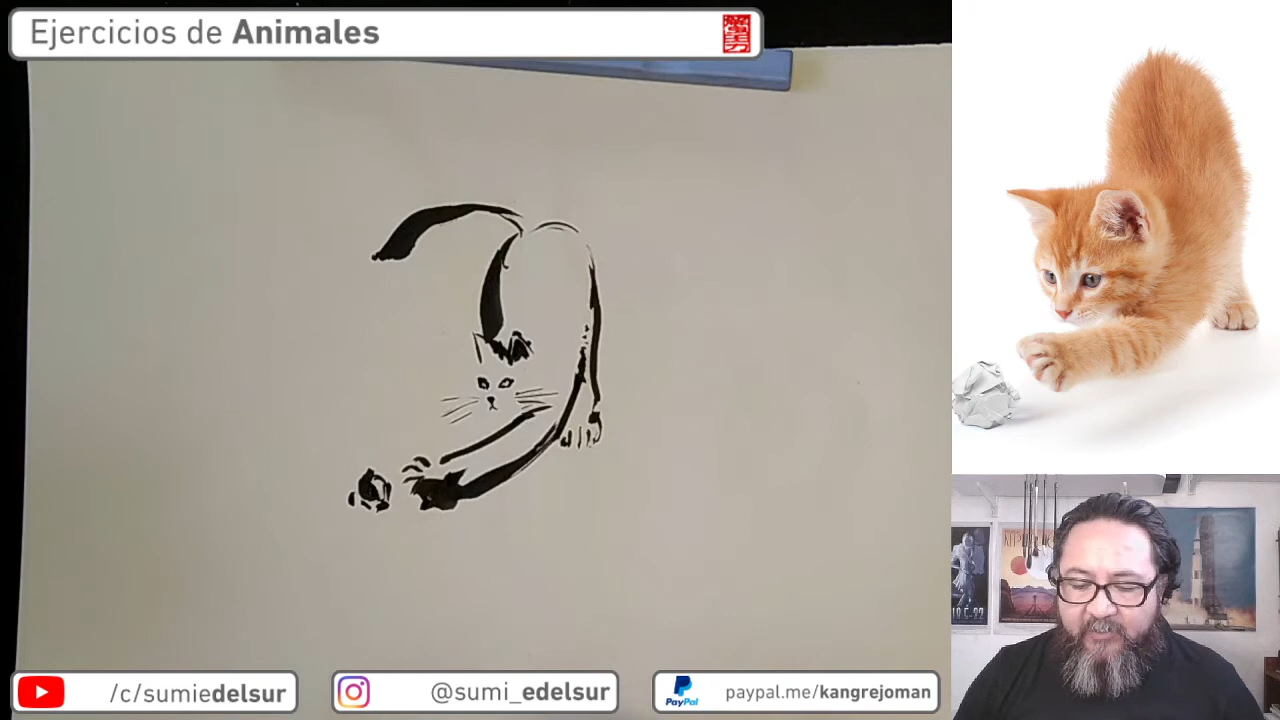 Ejercicios de Animales
/c/sumiedelsur
@sumi_edelsur
PayPal
paypal.me/kangrejoman